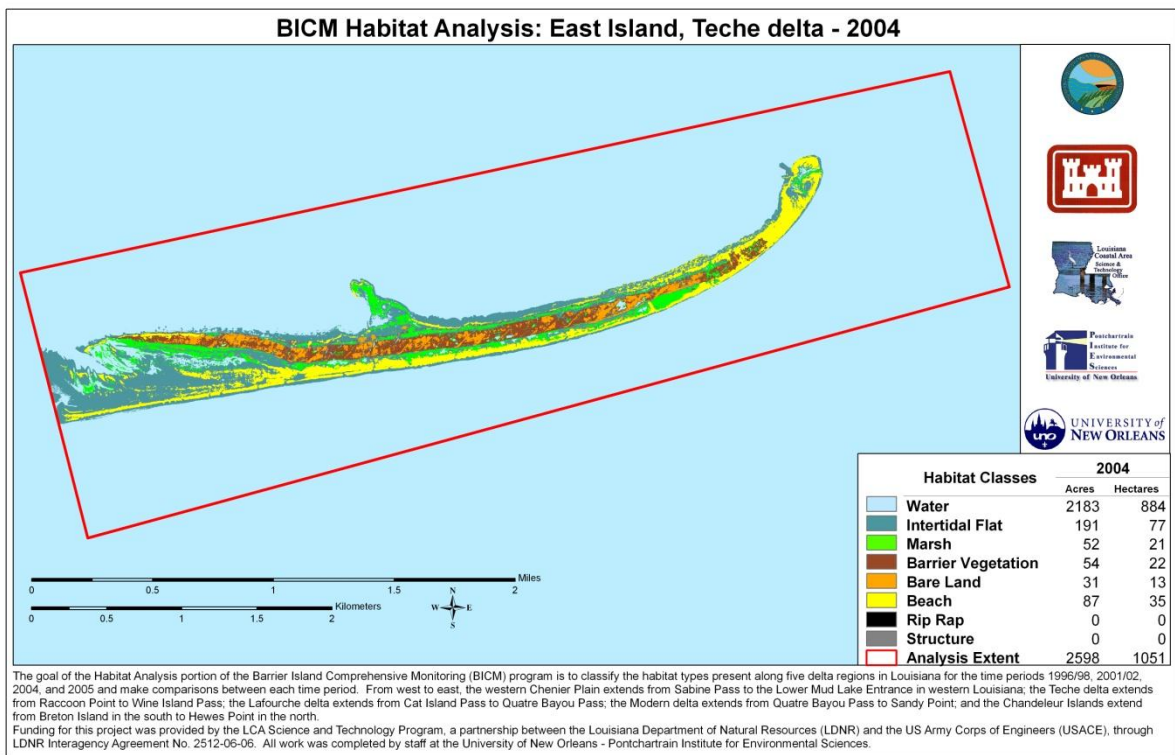 BICM Habitat Analysis: East Island, Teche delta - 2004
Louisiana
Coastal Area
Science &
Technology
Office
Pontchartrain
Institute for
Environmental
Sciences
University of New Orleans
uno
UNIVERSITY of
NEW ORLEANS
Habitat Classes 2004
Acres Hectares
Water 2183 884
Intertidal Flat 191 77
Marsh 52 21
Barrier Vegetation 54 22
Bare Land 31 13
Beach 87 35
Rip Rap 0 0
Structure 0 0
Analysis Extent 2598 1051
Miles
0 0.5 1 1.5 2
Kilometers
0 0.5 1 1.5 2
N
W E
S
The goal of the Habitat Analysis portion of the Barrier Island Comprehensive Monitoring (BICM) program is to classify the habitat types present along five delta regions in Louisiana for the time periods 1996/98, 2001/02,
2004, and 2005 and make comparisons between each time period. From west to east, the western Chenier Plain extends from Sabine Pass to the Lower Mud Lake Entrance in western Louisiana; the Teche delta extends
from Raccoon Point to Wine Island Pass; the Lafourche delta extends from Cat Island Pass to Quatre Bayou Pass; the Modern delta extends from Quatre Bayou Pass to Sandy Point; and the Chandeleur Islands extend
from Breton Island in the south to Hewes Point in the north.
Funding for this project was provided by the LCA Science and Technology Program, a partnership between the Louisiana Department of Natural Resources (LDNR) and the US Army Corps of Engineers (USACE), through
LDNR Interagency Agreement No. 2512-06-06. All work was completed by staff at the University of New Orleans - Pontchartrain Institute for Environmental Sciences.